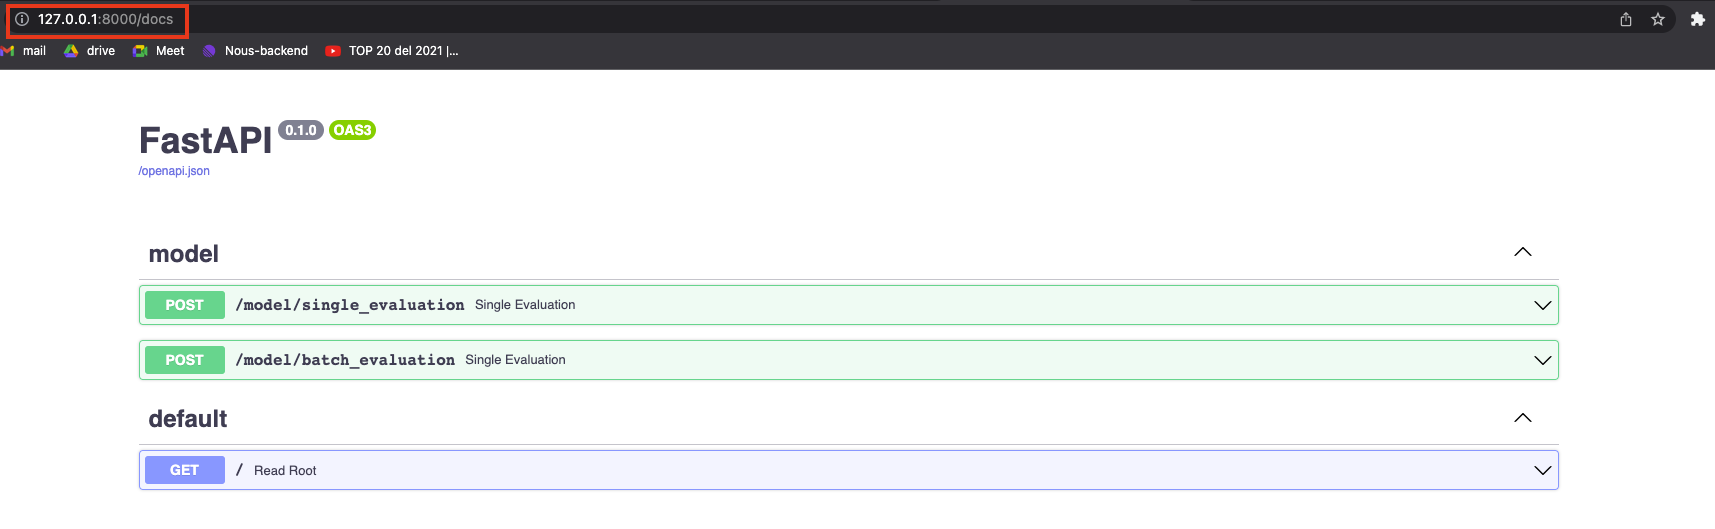 127.0.0.1:8000/docs
mail drive Meet Nous-backend TOP 20 del 2021 |...
FastAPI 0.1.0 OAS3
/openapi.json
model
POST /model/single_evaluation Single Evaluation
POST /model/batch_evaluation Single Evaluation
default
GET / Read Root